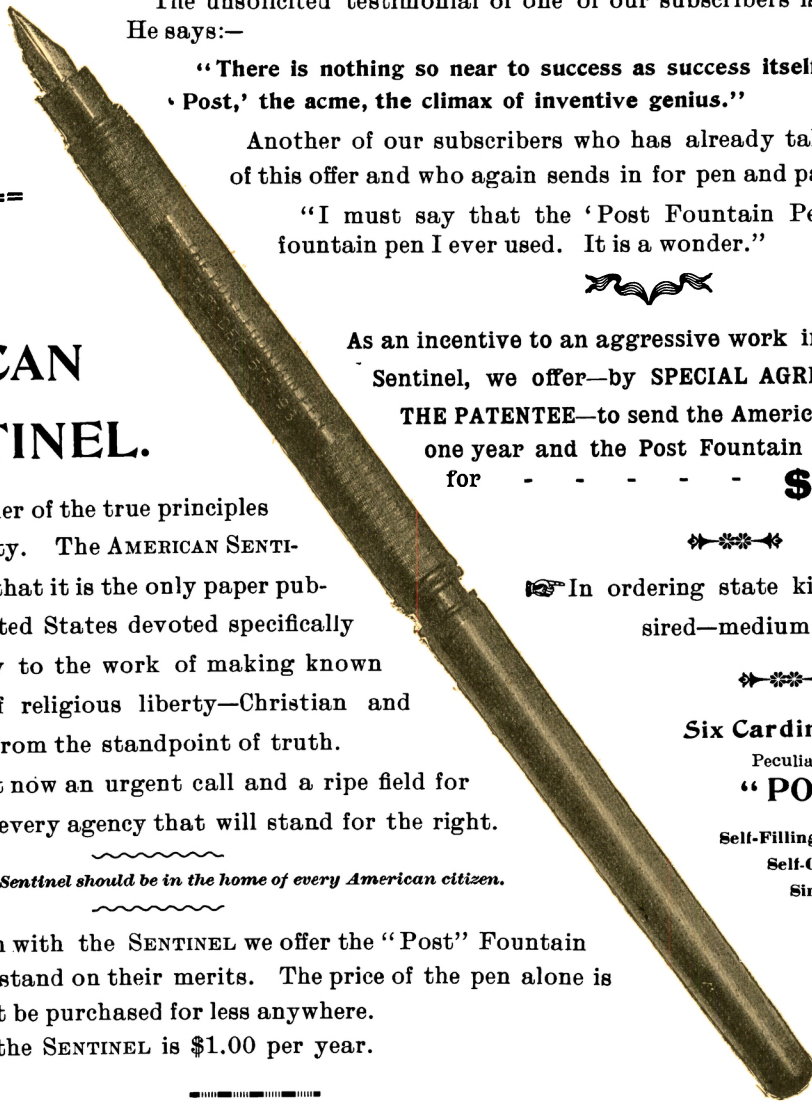 The unsolicited testimonial of one of our subscribers
He says:—
“There is nothing so near to success as success
‘Post,’ the acme, the climax of inventive genius.”
Another of our subscribers who has already
of this offer and who again sends in for pen and
“I must say that the ‘Post Fountain
fountain pen I ever used. It is a wonder.”
As an incentive to an aggressive work
Sentinel, we offer—by SPECIAL
THE PATENTEE—to send the
one year and the Post Fountain
for - - - - - $
☞In ordering state
sired—medium
Six
Peculia
“PO
Self-Filling
Self-
CAN
TINEL.
er of the true principles
ty. The AMERICAN SENTI-
that it is the only paper pub-
ted States devoted specifically
y to the work of making known
f religious liberty—Christian and
rom the standpoint of truth.
t now an urgent call and a ripe field for
every agency that will stand for the right.
Sentinel should be in the home of every American citizen.
n with the SENTINEL we offer the “Post” Fountain
stand on their merits. The price of the pen alone is
t be purchased for less anywhere.
the SENTINEL is $1.00 per year.